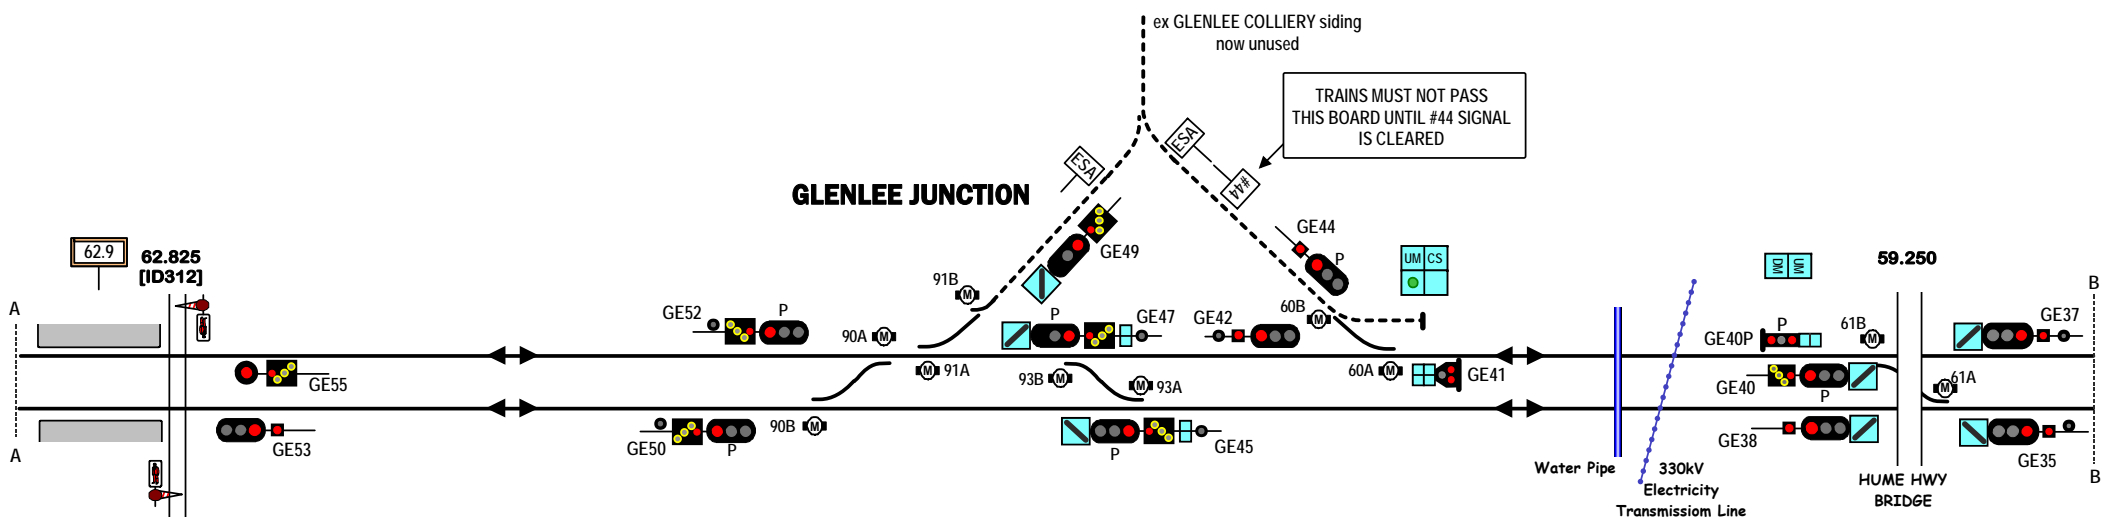 ex GLENLEE COLLIERY siding
now unused
TRAINS MUST NOT PASS
THIS BOARD UNTIL #44 SIGNAL
IS CLEARED
ESA
ESA
#44
GLENLEE JUNCTION
GE49
GE44
P
62.9
62.825
[ID312]
UM CS
DM UM
59.250
A
B
91B
M
GE52
P
90A
M
P
GE47
GE42
60B
M
GE40P
P
61B
M
GE37
GE55
M
91A
93B
M
M
93A
60A
M
GE41
GE40
P
M
61A
GE53
GE50
P
90B
M
P
GE45
GE38
GE35
A
B
Water Pipe
330kV
Electricity
Transmissiom Line
HUME HWY
BRIDGE